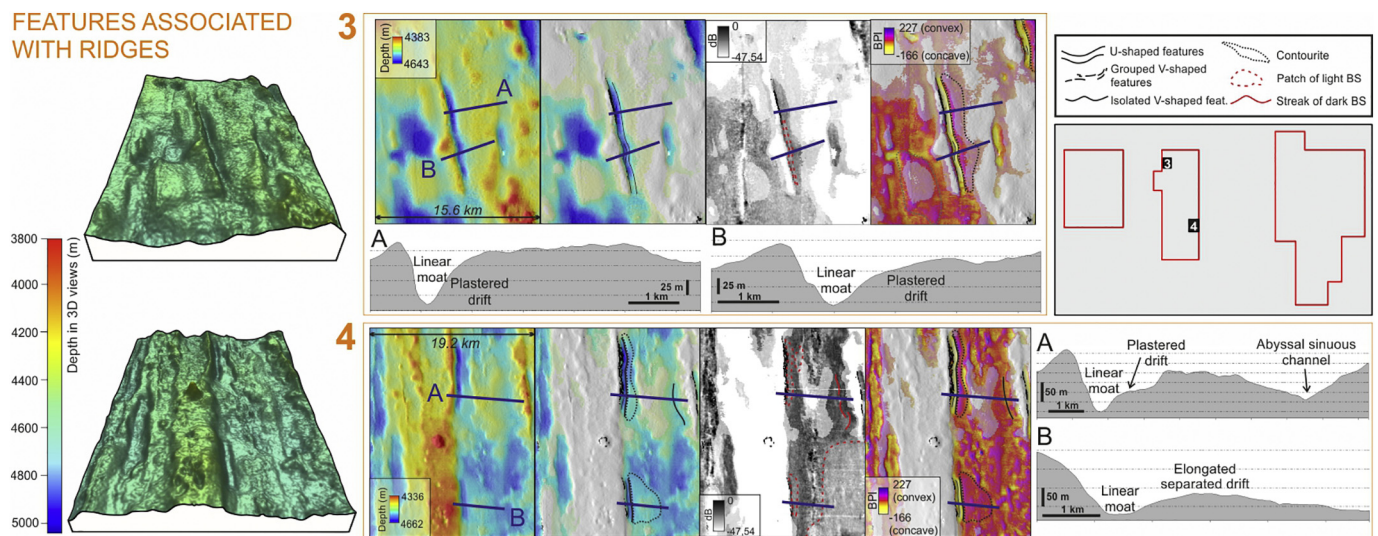 FEATURES ASSOCIATED
WITH RIDGES
3800
4000
4200
4400
4600
4800
5000
Depth in 3D views (m)
3
Depth (m)
4383
4643
A
B
15.6 km
dB
0
-47,54
BPI
227 (convex)
-166 (concave)
A
Linear
moat
Plastered
drift
25 m
1 km
B
Linear
moat
Plastered
drift
25 m
1 km
U-shaped features
Grouped V-shaped
features
Isolated V-shaped feat.
Contourite
Patch of light BS
Streak of dark BS
3
4
4
19.2 km
A
B
Depth (m)
4336
4662
dB
0
-47,54
BPI
227
(convex)
-166
(concave)
A
Linear
moat
Plastered
drift
Abyssal sinuous
channel
50 m
1 km
B
Linear
moat
Elongated
separated drift
50 m
1 km